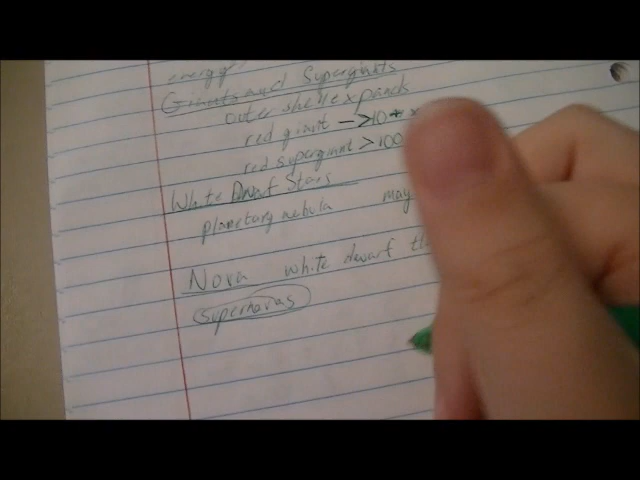 energy
Giants and Supergiants
outer shell expands
red giant -> 10 * x
red supergiant > 100
White Dwarf Stars
planetary nebula may
Nova white dwarf
supernovas